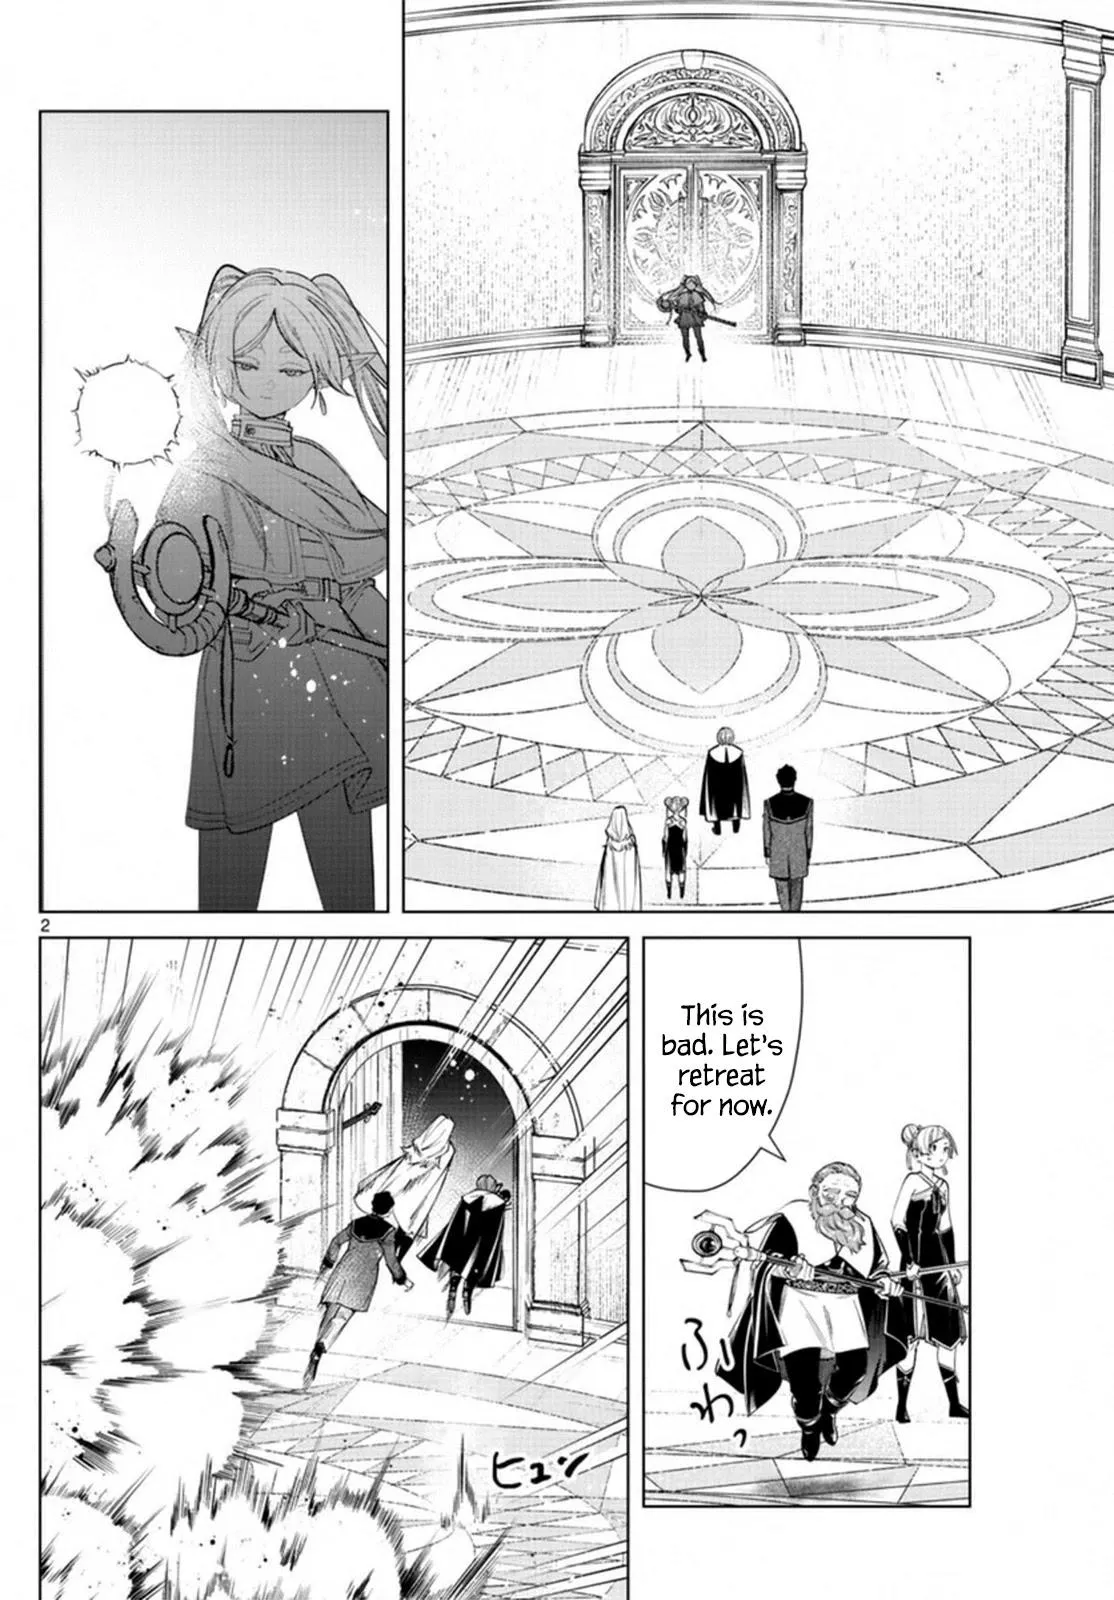 2
This is
bad. Let's
retreat
for now.
ふわっ
ヒュン